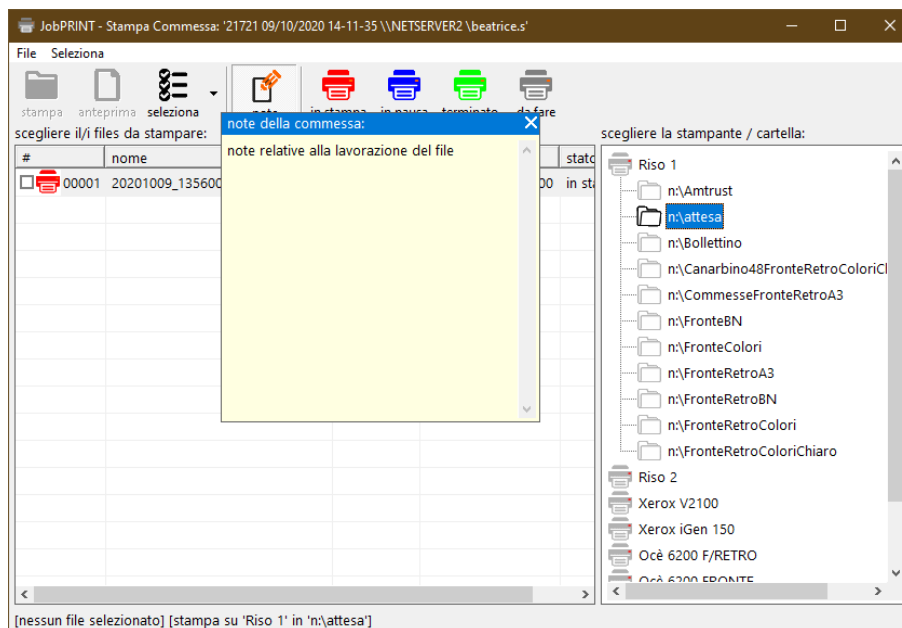 JobPRINT - Stampa Commessa: '21721 09/10/2020 14-11-35 \\NETSERVER2 \beatrice.s'
File Seleziona
stampa anteprima seleziona note in stampa in pausa terminato da fare
scegliere il/i files da stampare:
scegliere la stampante / cartella:
note della commessa:
note relative alla lavorazione del file
# nome stato
00001 20201009_135600 00 in sta
Riso 1
n:\Amtrust
n:\attesa
n:\Bollettino
n:\Canarbino48FronteRetroColoriCl
n:\CommesseFronteRetroA3
n:\FronteBN
n:\FronteColori
n:\FronteRetroA3
n:\FronteRetroBN
n:\FronteRetroColori
n:\FronteRetroColoriChiaro
Riso 2
Xerox V2100
Xerox iGen 150
Ocè 6200 F/RETRO
Ocè 6200 FRONTE
[nessun file selezionato] [stampa su 'Riso 1' in 'n:\attesa']